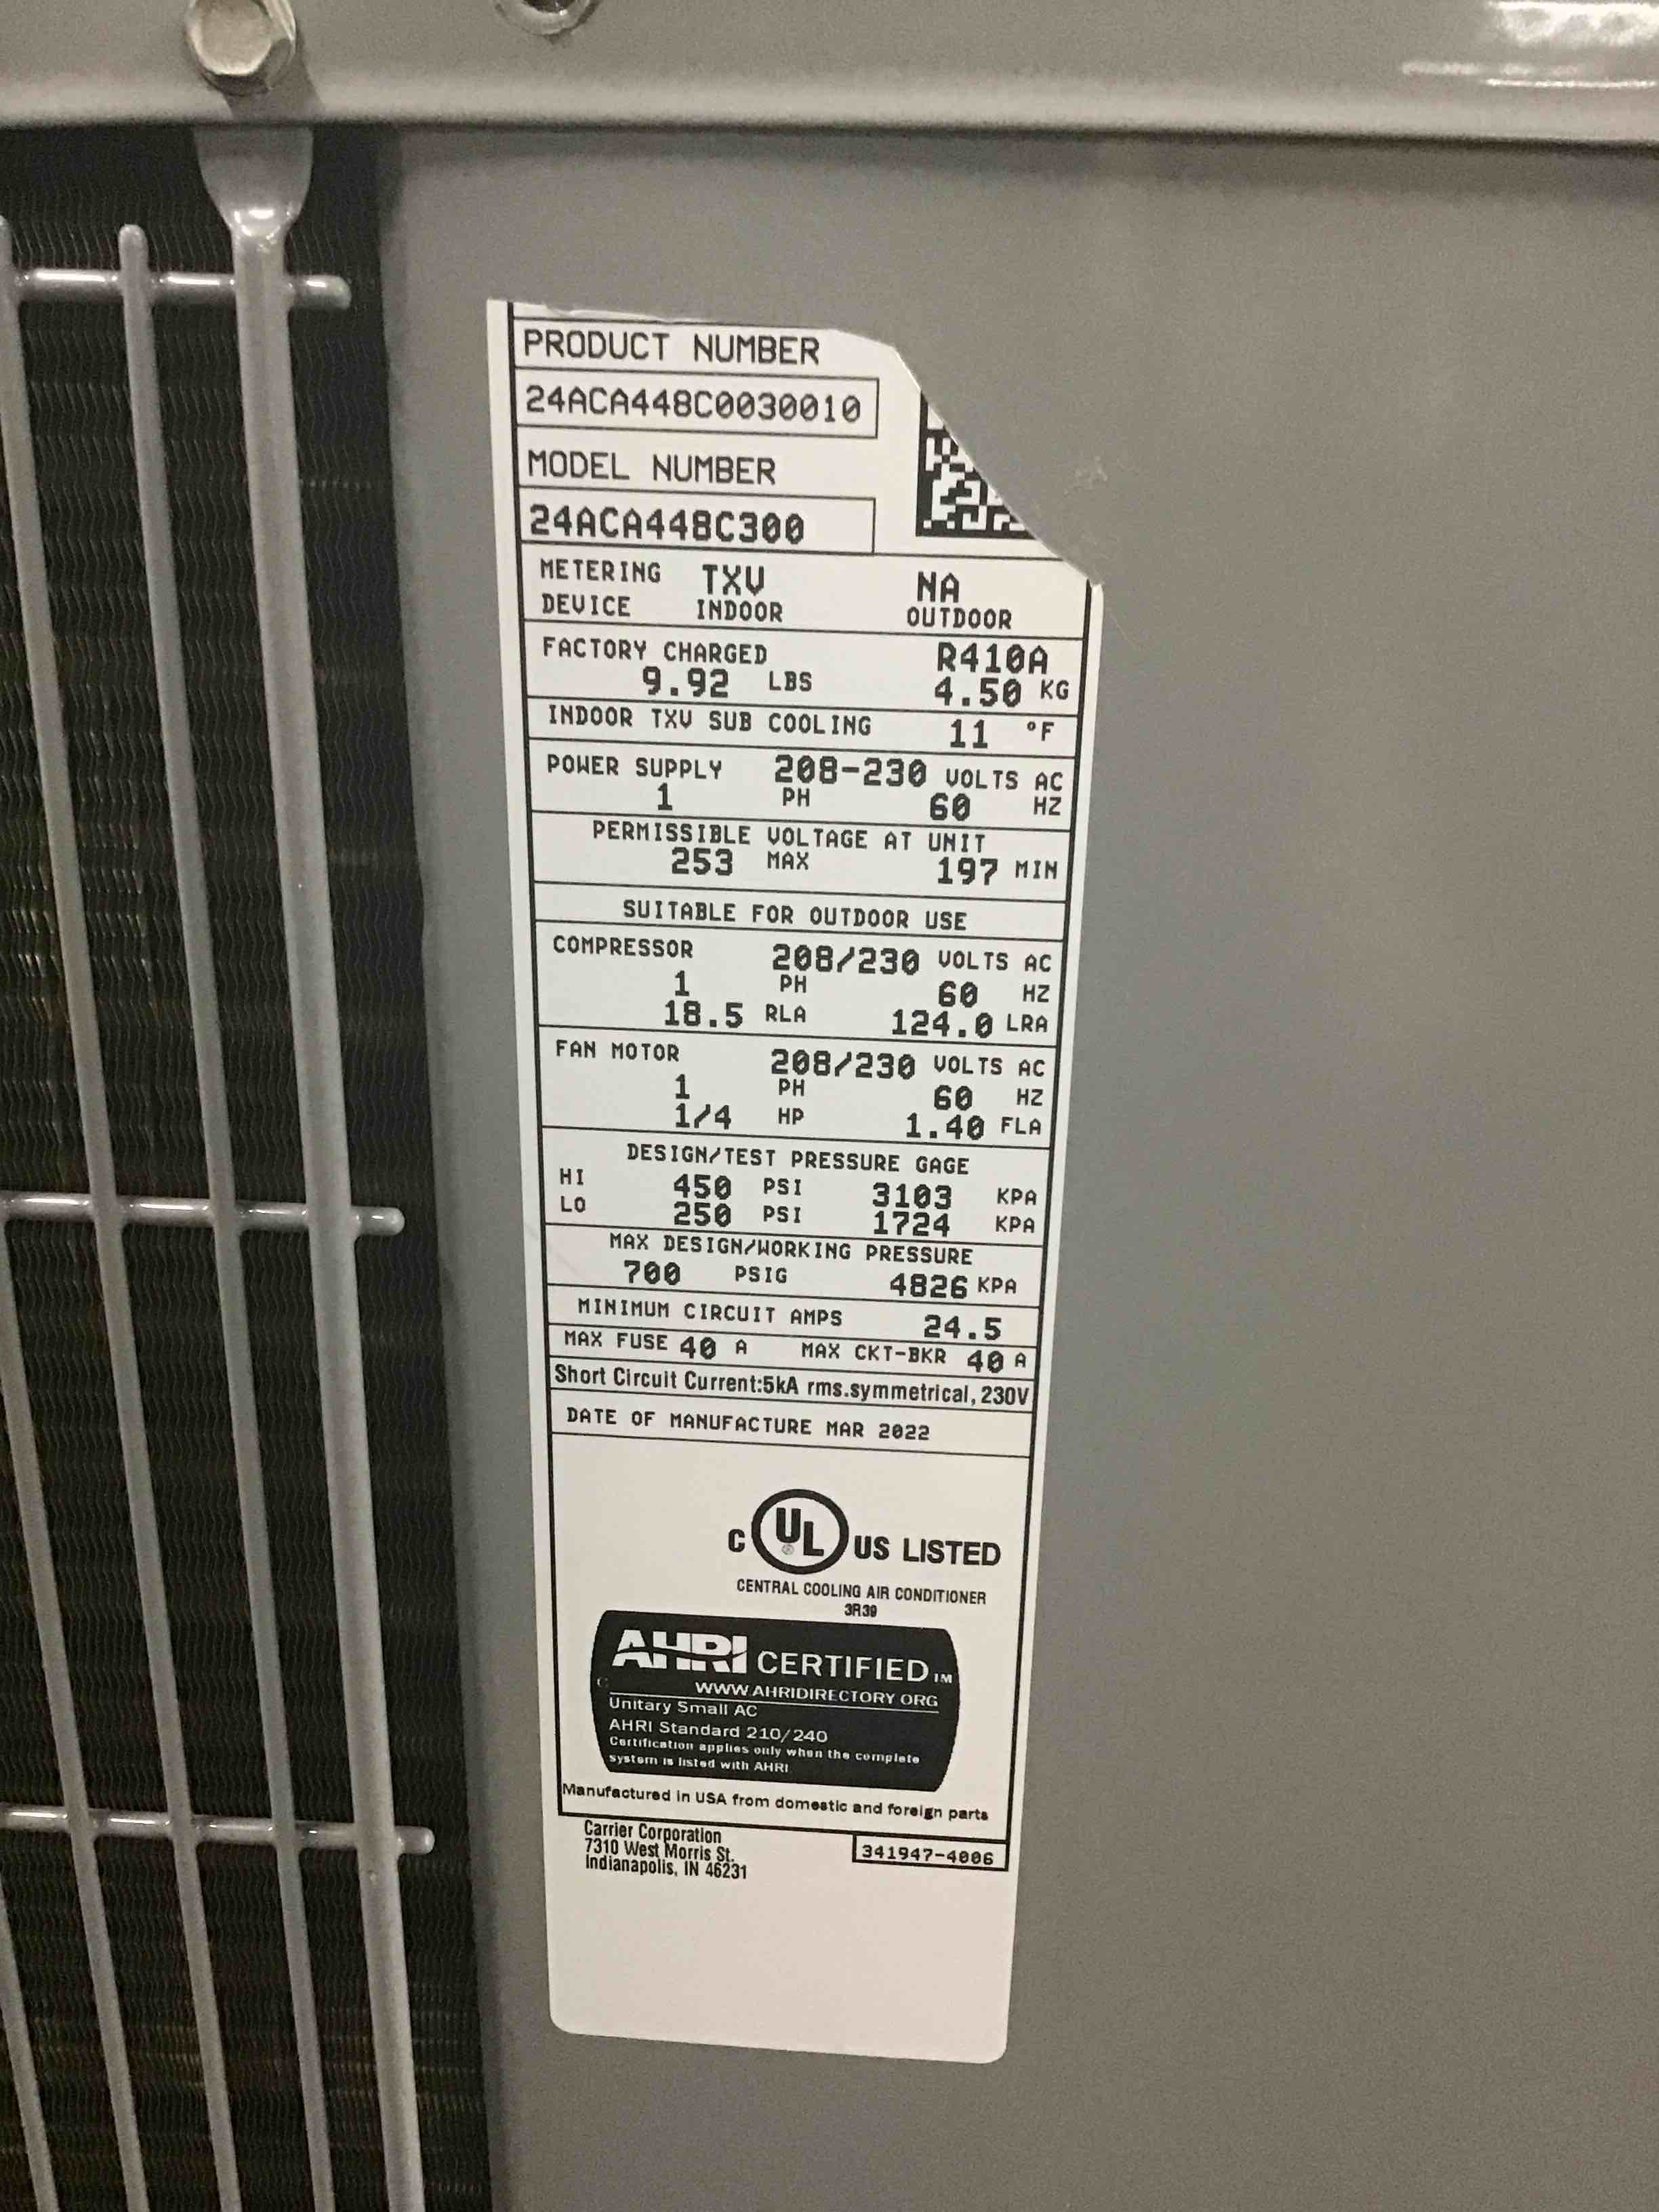 PRODUCT NUMBER
24ACA448C0030010
MODEL NUMBER
24ACA448C300
METERING TXV NA
DEVICE INDOOR OUTDOOR
FACTORY CHARGED R410A
9.92 LBS 4.50 KG
INDOOR TXV SUB COOLING 11 °F
POWER SUPPLY 208-230 VOLTS AC
1 PH 60 HZ
PERMISSIBLE VOLTAGE AT UNIT
253 MAX 197 MIN
SUITABLE FOR OUTDOOR USE
COMPRESSOR 208/230 VOLTS AC
1 PH 60 HZ
18.5 RLA 124.0 LRA
FAN MOTOR 208/230 VOLTS AC
1 PH 60 HZ
1/4 HP 1.40 FLA
DESIGN/TEST PRESSURE GAGE
HI 450 PSI 3103 KPA
LO 250 PSI 1724 KPA
MAX DESIGN/WORKING PRESSURE
700 PSIG 4826 KPA
MINIMUM CIRCUIT AMPS 24.5
MAX FUSE 40 A MAX CKT-BKR 40 A
Short Circuit Current:5kA rms.symmetrical, 230V
DATE OF MANUFACTURE MAR 2022
C UL® US LISTED
CENTRAL COOLING AIR CONDITIONER
3R39
AHRI CERTIFIED TM
WWW.AHRIDIRECTORY.ORG
Unitary Small AC
AHRI Standard 210/240
Certification applies only when the complete
system is listed with AHRI
Manufactured in USA from domestic and foreign parts
Carrier Corporation
7310 West Morris St.
Indianapolis, IN 46231
341947-4006